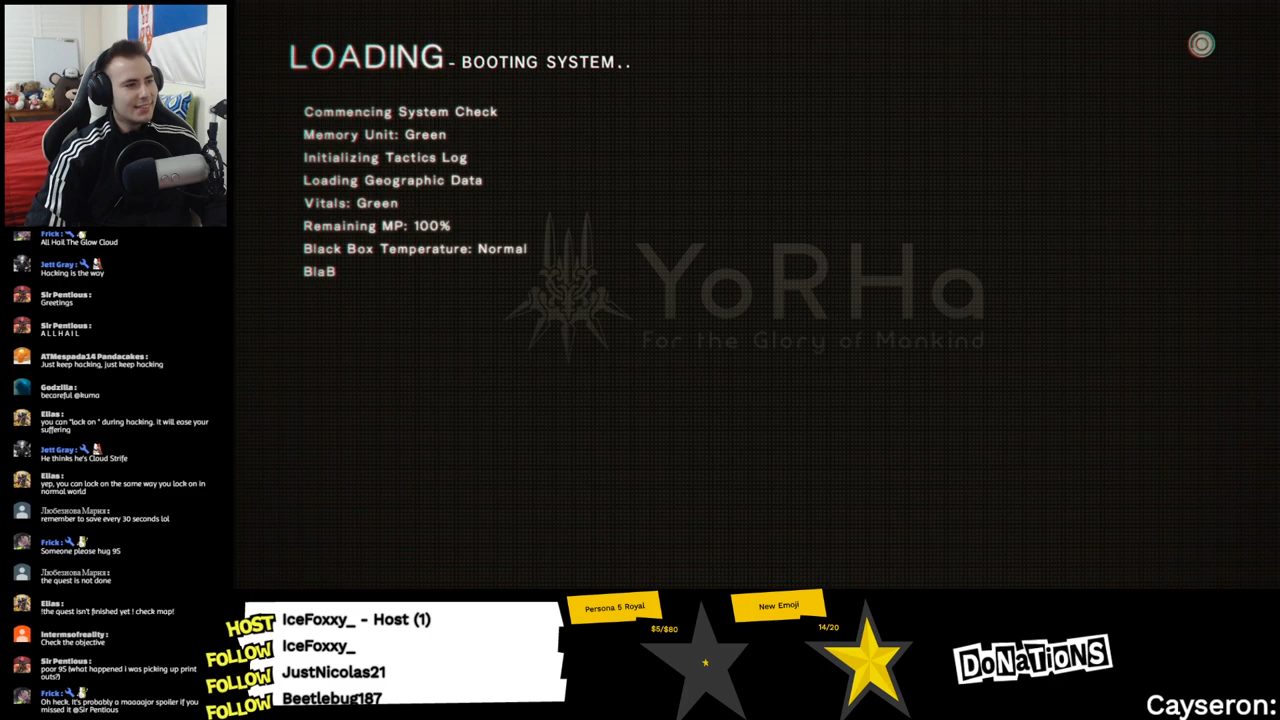 LOADING - BOOTING SYSTEM..
Commencing System Check
Memory Unit: Green
Initializing Tactics Log
Loading Geographic Data
Vitals: Green
Remaining MP: 100%
Black Box Temperature: Normal
BlaB
YoRHa
For the Glory of Mankind
Frick :
All Hail The Glow Cloud
Jett Gray :
Hacking is the way
Sir Pentious :
Greetings
Sir Pentious :
A L L H A I L
ATMespada14 Pandacakes :
Just keep hacking, just keep hacking
Godzilla :
becareful @kuma
Elias :
you can "lock on " during hacking. it will ease your
suffering
Jett Gray :
He thinks he's Cloud Strife
Elias :
yep, you can lock on the same way you lock on in
normal world
Любезнова Мария :
remember to save every 30 seconds lol
Frick :
Someone please hug 9S
Любезнова Мария :
the quest is not done
Elias :
!the quest isn't finished yet ! check map!
Intermsofreality :
Check the objective
Sir Pentious :
poor 9S (what happened i was picking up print
outs?)
Frick :
Oh heck. It's probably a maaajor spoiler if you
missed it @Sir Pentious
HOST IceFoxxy_ - Host (1)
FOLLOW IceFoxxy_
FOLLOW JustNicolas21
FOLLOW Beetlebug187
Persona 5 Royal
$5/$80
New Emoji
14/20
DoNaTiONS
Cayseron: